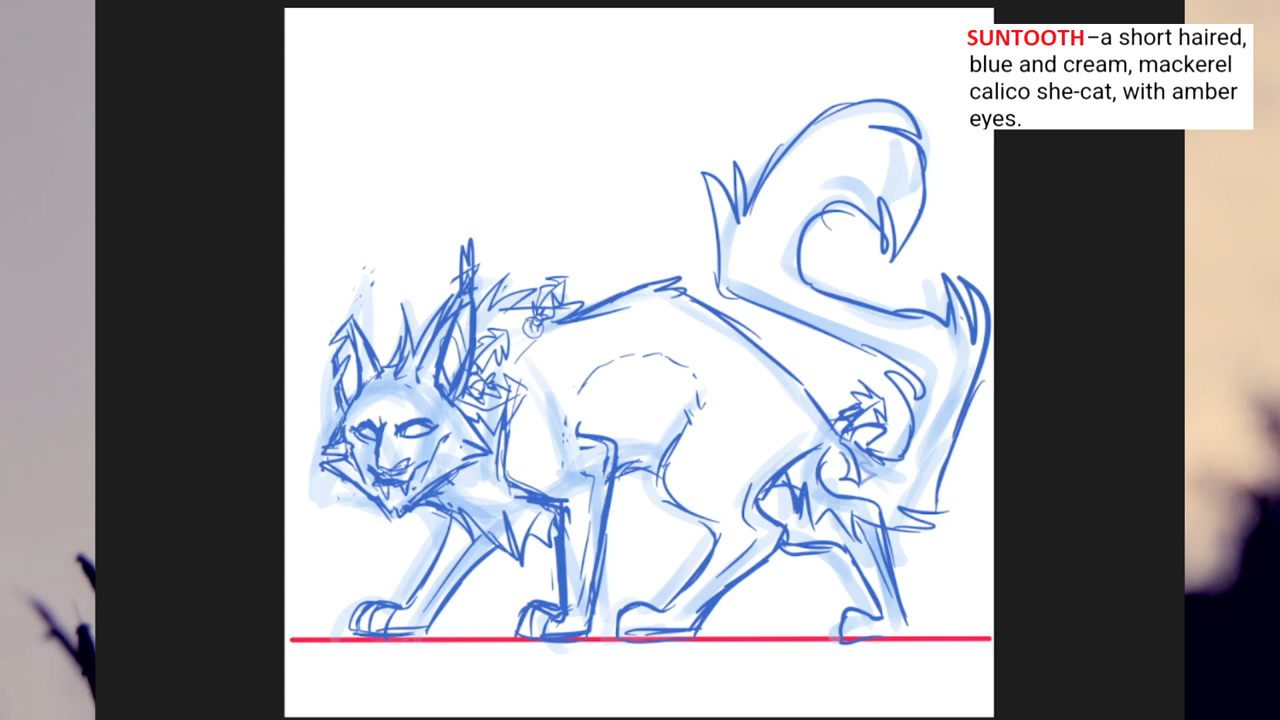 SUNTOOTH–a short haired,
blue and cream, mackerel
calico she-cat, with amber
eyes.